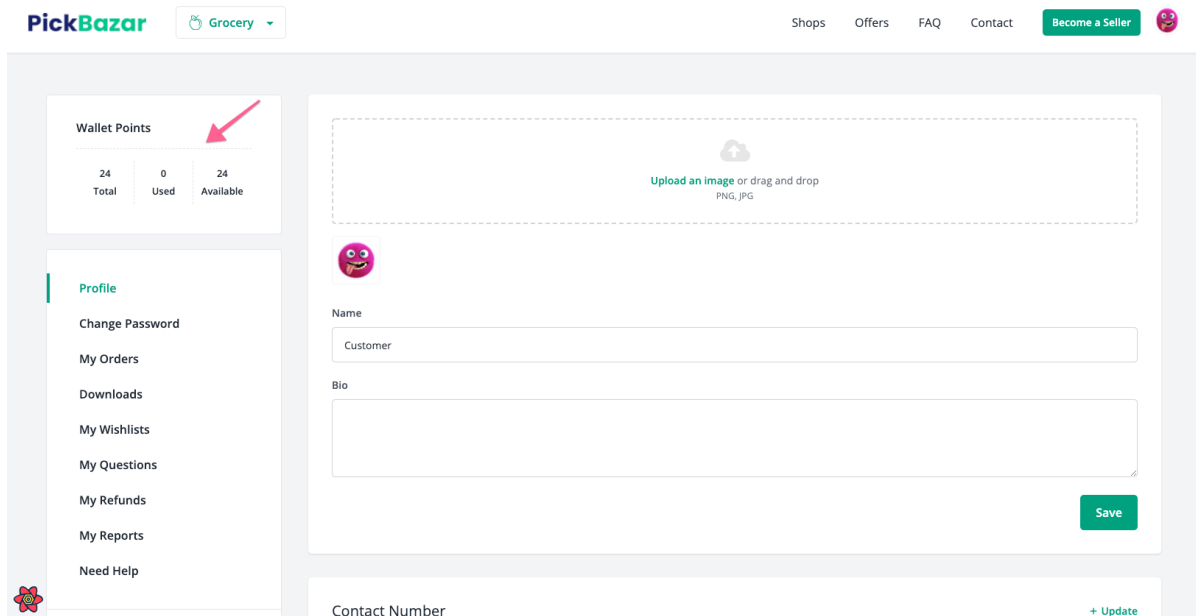 PickBazar
Grocery
Shops Offers FAQ Contact Become a Seller
Wallet Points
24 0 24
Total Used Available
Profile
Change Password
My Orders
Downloads
My Wishlists
My Questions
My Refunds
My Reports
Need Help
Upload an image or drag and drop
PNG, JPG
Name
Customer
Bio
Save
Contact Number + Update